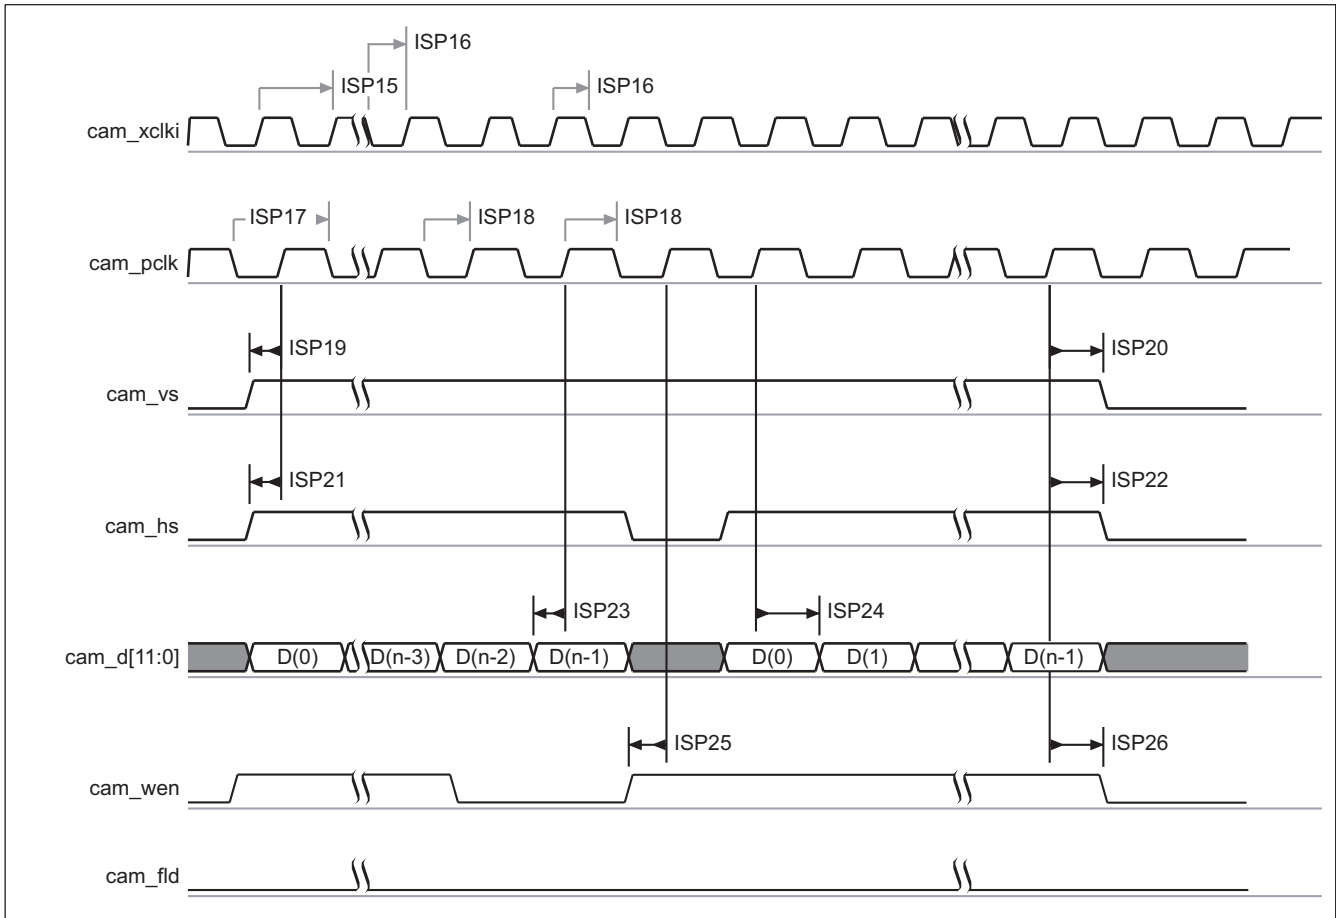 ISP16
ISP15 ISP16
cam_xclki
ISP17 ISP18 ISP18
cam_pclk
ISP19 ISP20
cam_vs
ISP21 ISP22
cam_hs
ISP23 ISP24
cam_d[11:0] D(0) D(n-3) D(n-2) D(n-1) D(0) D(1) D(n-1)
ISP25 ISP26
cam_wen
cam_fld